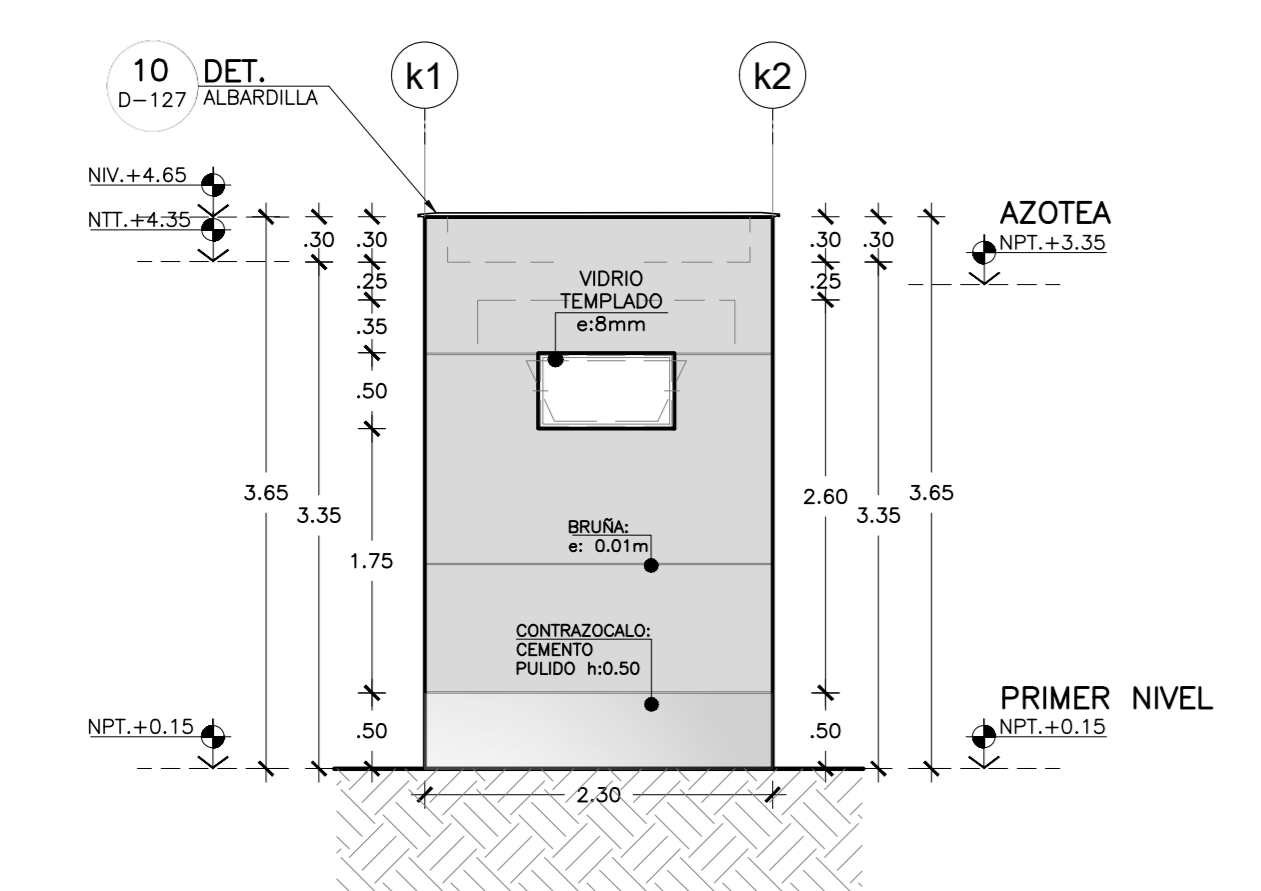 10
D-127
DET.
ALBARDILLA
k1
k2
NIV.+4.65
NTT.+4.35
.30
.30
.30
.30
AZOTEA
NPT.+3.35
.25
.25
VIDRIO
TEMPLADO
e:8mm
.35
.50
3.65
3.35
1.75
2.60
3.35
3.65
BRUÑA:
e: 0.01m
CONTRAZOCALO:
CEMENTO
PULIDO h:0.50
PRIMER NIVEL
NPT.+0.15
NPT.+0.15
.50
.50
2.30